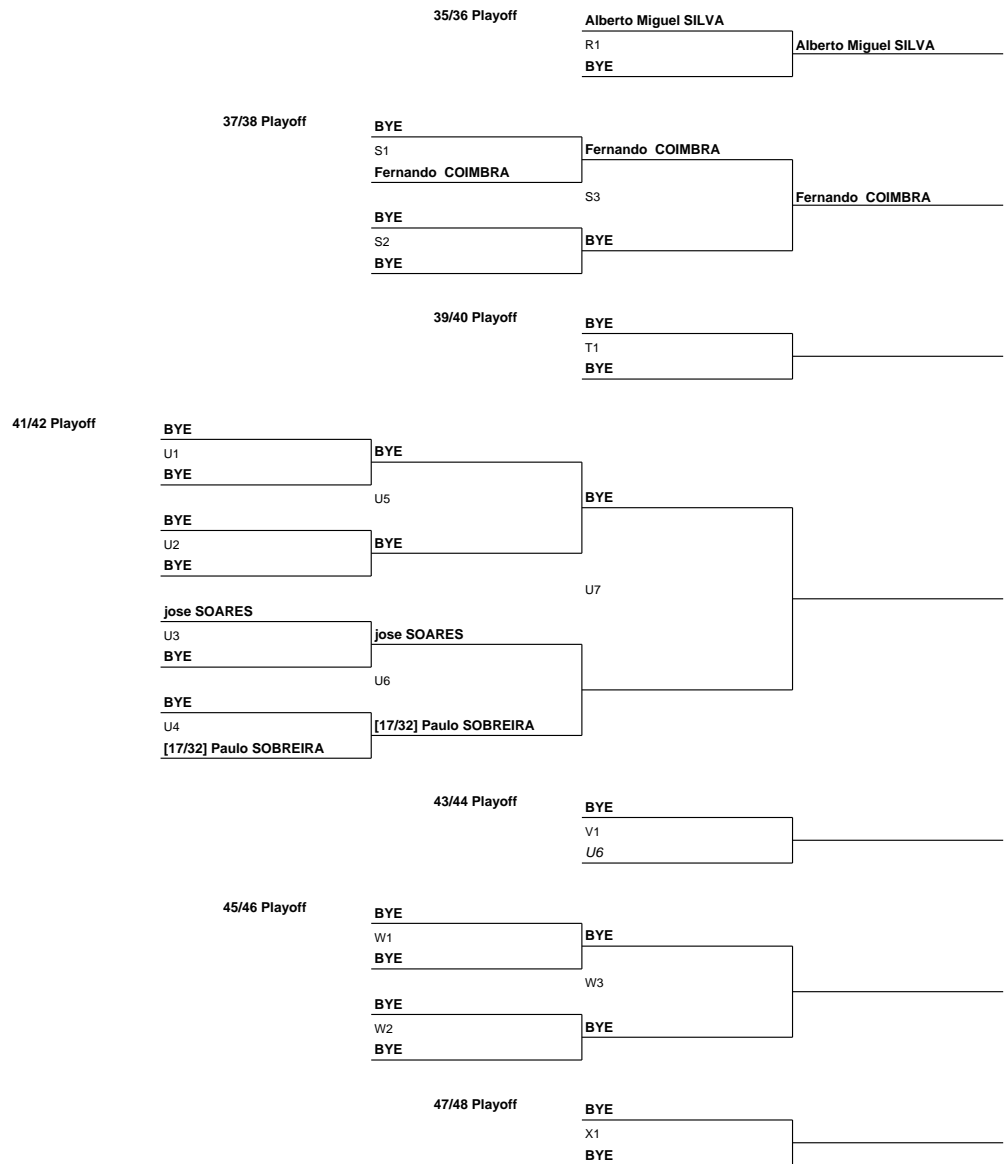 35/36 Playoff
Alberto Miguel SILVA
R1
Alberto Miguel SILVA
BYE
37/38 Playoff
BYE
S1
Fernando  COIMBRA
Fernando  COIMBRA
S3
Fernando  COIMBRA
BYE
S2
BYE
BYE
39/40 Playoff
BYE
T1
BYE
41/42 Playoff
BYE
U1
BYE
BYE
U5
BYE
BYE
U2
BYE
BYE
U7
jose SOARES
U3
jose SOARES
BYE
U6
BYE
U4
[17/32] Paulo SOBREIRA
[17/32] Paulo SOBREIRA
43/44 Playoff
BYE
V1
U6
45/46 Playoff
BYE
W1
BYE
BYE
W3
BYE
W2
BYE
BYE
47/48 Playoff
BYE
X1
BYE